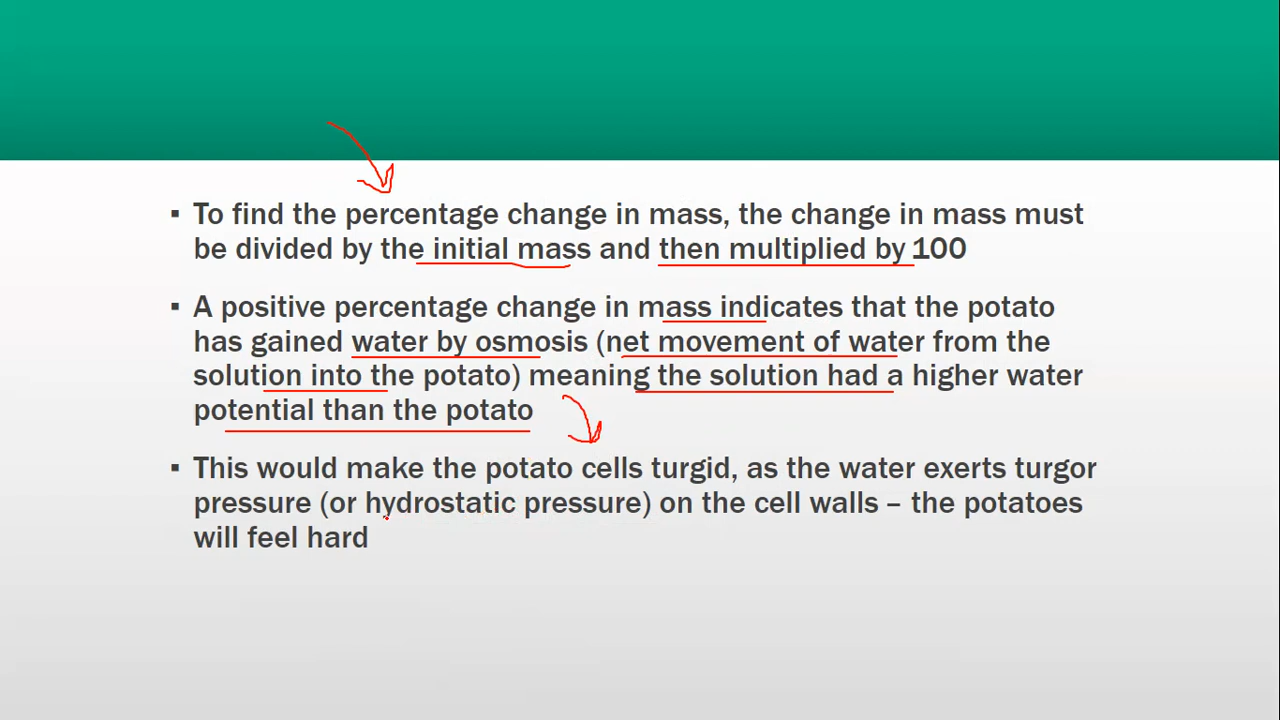 ▪ To find the percentage change in mass, the change in mass must
be divided by the initial mass and then multiplied by 100
▪ A positive percentage change in mass indicates that the potato
has gained water by osmosis (net movement of water from the
solution into the potato) meaning the solution had a higher water
potential than the potato
▪ This would make the potato cells turgid, as the water exerts turgor
pressure (or hydrostatic pressure) on the cell walls – the potatoes
will feel hard